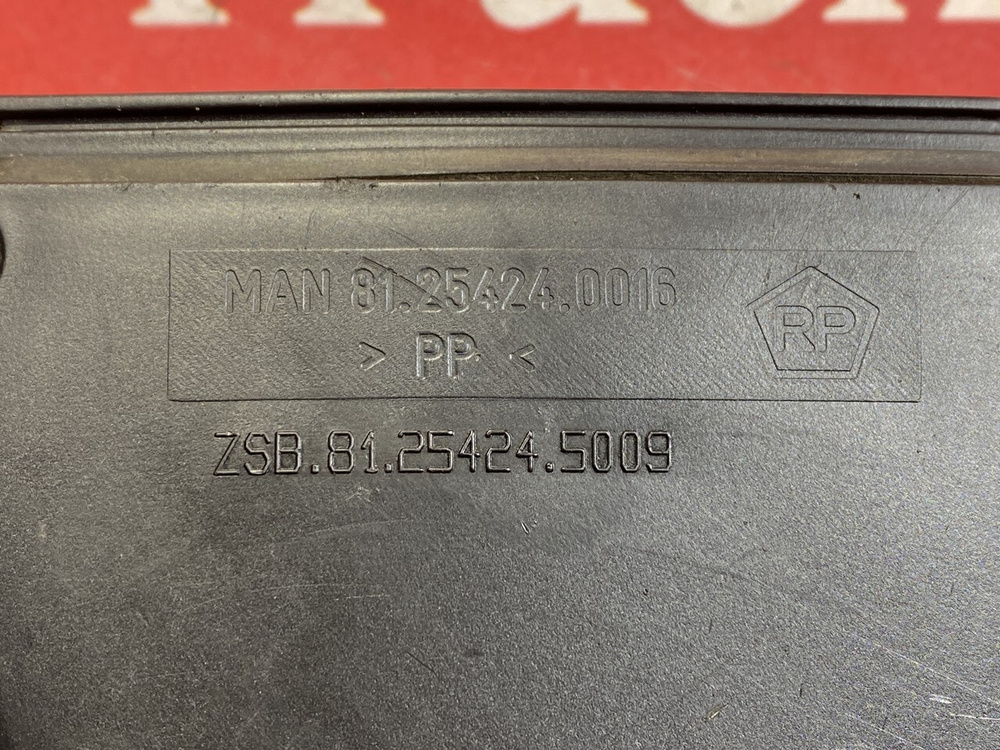 MAN 81.25424.0016
> PP <
RP
ZSB.81.25424.5009